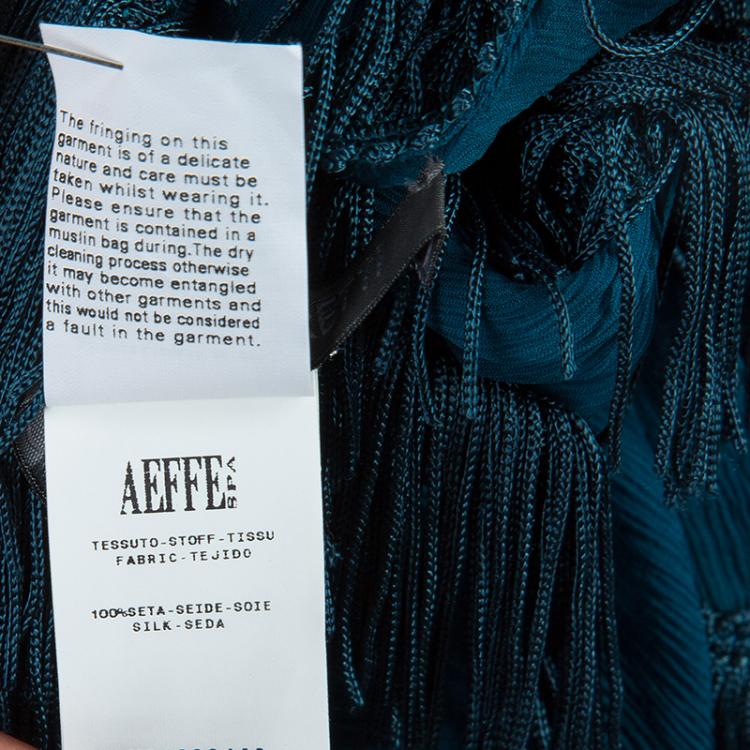 The fringing on this
garment is of a delicate
nature and care must be
taken whilst wearing it.
Please ensure that the
garment is contained in a
muslin bag during.The dry
cleaning process otherwise
it may become entangled
with other garments and
this would not be considered
a fault in the garment.
AEFFE SPA
TESSUTO-STOFF-TISSU
FABRIC-TEJIDO
100%SETA-SEIDE-SOIE
SILK-SEDA